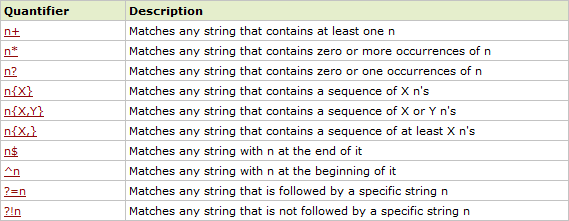 Quantifier Description
n+ Matches any string that contains at least one n
n* Matches any string that contains zero or more occurrences of n
n? Matches any string that contains zero or one occurrences of n
n{X} Matches any string that contains a sequence of X n's
n{X,Y} Matches any string that contains a sequence of X or Y n's
n{X,} Matches any string that contains a sequence of at least X n's
n$ Matches any string with n at the end of it
^n Matches any string with n at the beginning of it
?=n Matches any string that is followed by a specific string n
?!n Matches any string that is not followed by a specific string n